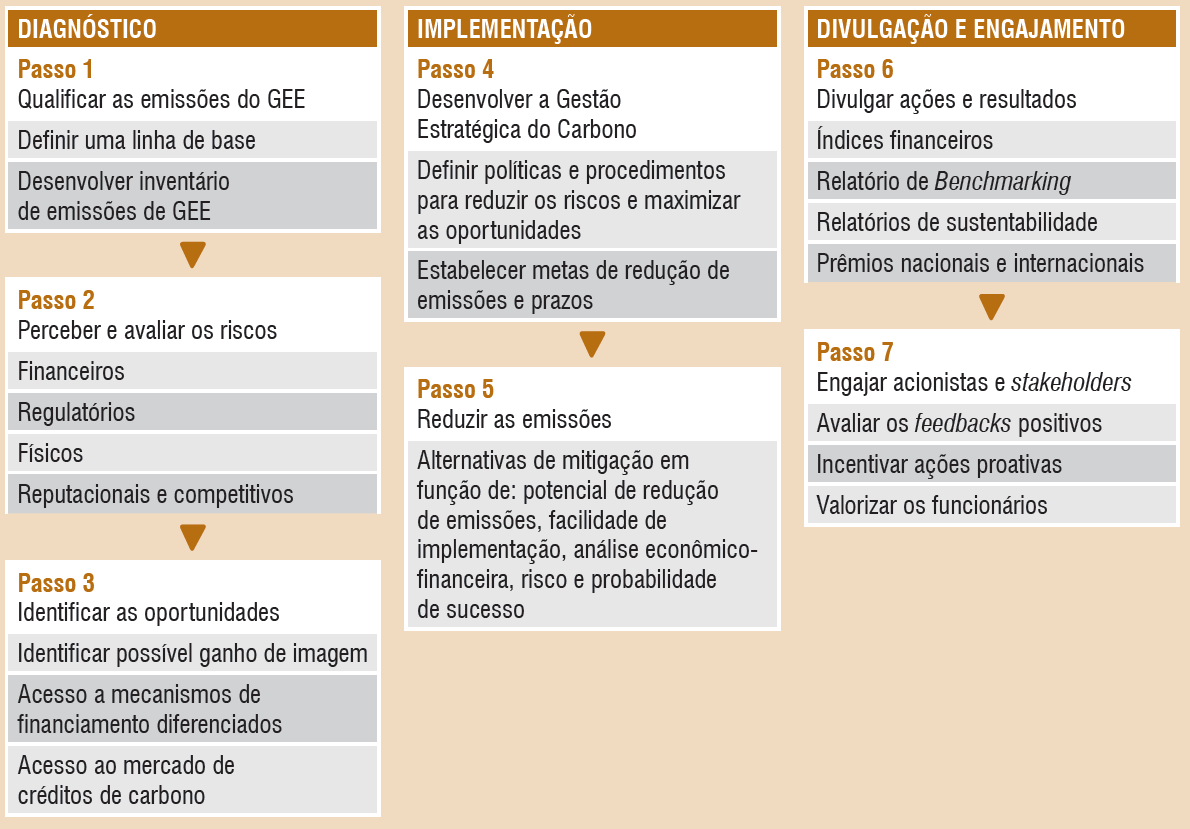 DIAGNÓSTICO
Passo 1
Qualificar as emissões do GEE
Definir uma linha de base
Desenvolver inventário
de emissões de GEE
Passo 2
Perceber e avaliar os riscos
Financeiros
Regulatórios
Físicos
Reputacionais e competitivos
Passo 3
Identificar as oportunidades
Identificar possível ganho de imagem
Acesso a mecanismos de
financiamento diferenciados
Acesso ao mercado de
créditos de carbono
IMPLEMENTAÇÃO
Passo 4
Desenvolver a Gestão
Estratégica do Carbono
Definir políticas e procedimentos
para reduzir os riscos e maximizar
as oportunidades
Estabelecer metas de redução de
emissões e prazos
Passo 5
Reduzir as emissões
Alternativas de mitigação em
função de: potencial de redução
de emissões, facilidade de
implementação, análise econômico-
financeira, risco e probabilidade
de sucesso
DIVULGAÇÃO E ENGAJAMENTO
Passo 6
Divulgar ações e resultados
Índices financeiros
Relatório de Benchmarking
Relatórios de sustentabilidade
Prêmios nacionais e internacionais
Passo 7
Engajar acionistas e stakeholders
Avaliar os feedbacks positivos
Incentivar ações proativas
Valorizar os funcionários